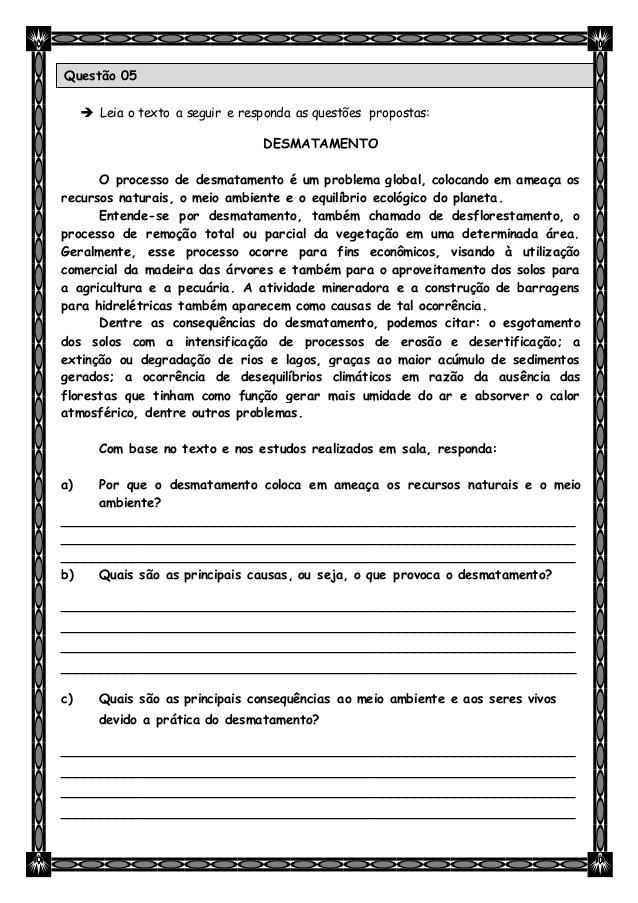 Questão 05
➔ Leia o texto a seguir e responda as questões propostas:
DESMATAMENTO
O processo de desmatamento é um problema global, colocando em ameaça os
recursos naturais, o meio ambiente e o equilíbrio ecológico do planeta.
Entende-se por desmatamento, também chamado de desflorestamento, o
processo de remoção total ou parcial da vegetação em uma determinada área.
Geralmente, esse processo ocorre para fins econômicos, visando à utilização
comercial da madeira das árvores e também para o aproveitamento dos solos para
a agricultura e a pecuária. A atividade mineradora e a construção de barragens
para hidrelétricas também aparecem como causas de tal ocorrência.
Dentre as consequências do desmatamento, podemos citar: o esgotamento
dos solos com a intensificação de processos de erosão e desertificação; a
extinção ou degradação de rios e lagos, graças ao maior acúmulo de sedimentos
gerados; a ocorrência de desequilíbrios climáticos em razão da ausência das
florestas que tinham como função gerar mais umidade do ar e absorver o calor
atmosférico, dentre outros problemas.
Com base no texto e nos estudos realizados em sala, responda:
a) Por que o desmatamento coloca em ameaça os recursos naturais e o meio
ambiente?
b) Quais são as principais causas, ou seja, o que provoca o desmatamento?
c) Quais são as principais consequências ao meio ambiente e aos seres vivos
devido a prática do desmatamento?